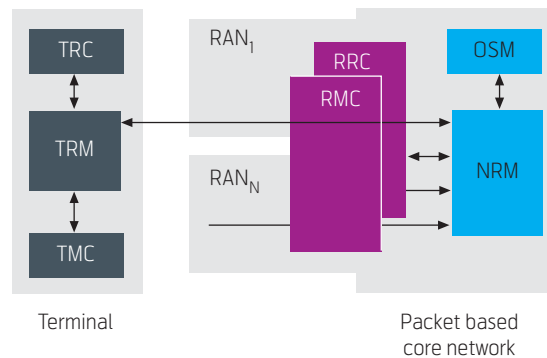 TRC
TRM
TMC
Terminal
RAN1
RANN
RRC
RMC
OSM
NRM
Packet based
core network